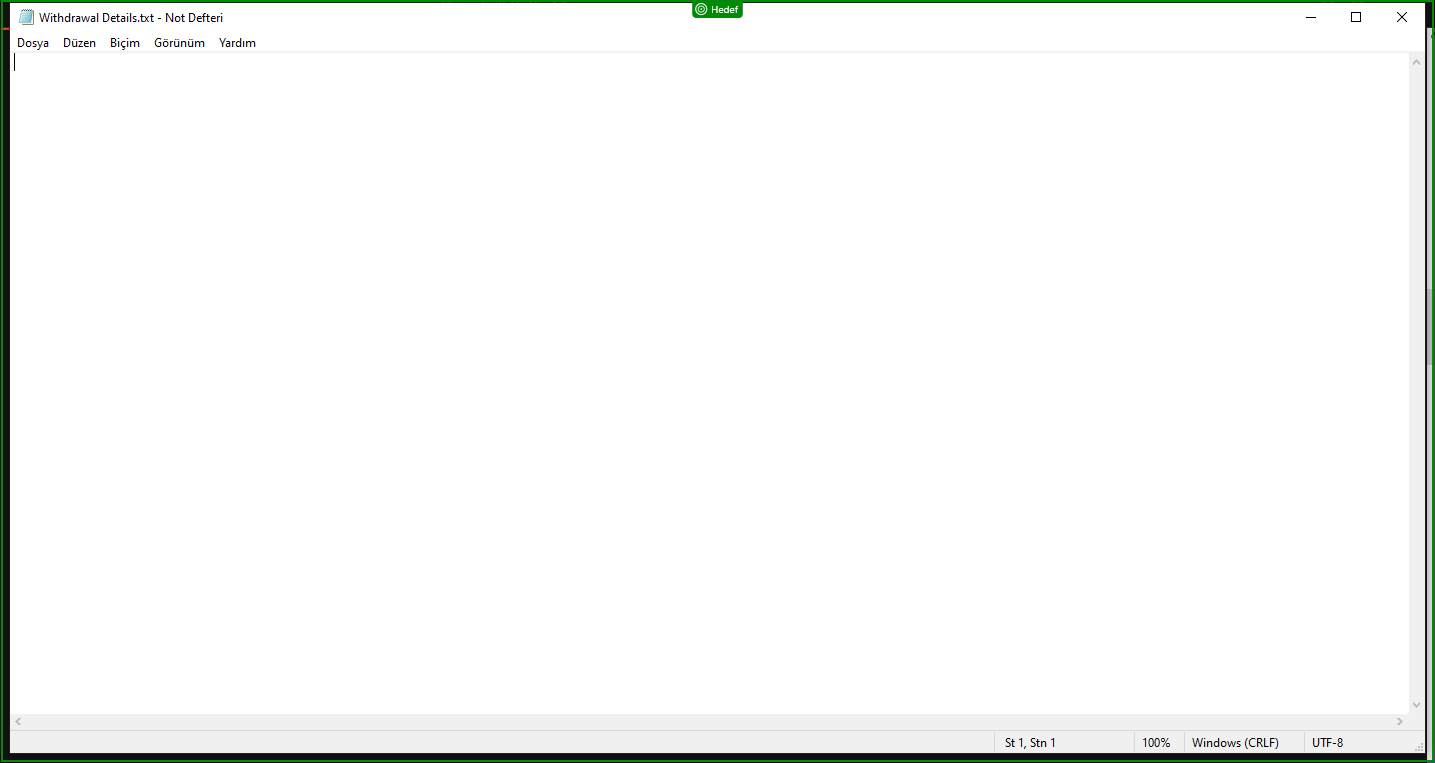 Hedef
Withdrawal Details.txt - Not Defteri
Dosya Düzen Biçim Görünüm Yardım
St 1, Stn 1 100% Windows (CRLF) UTF-8